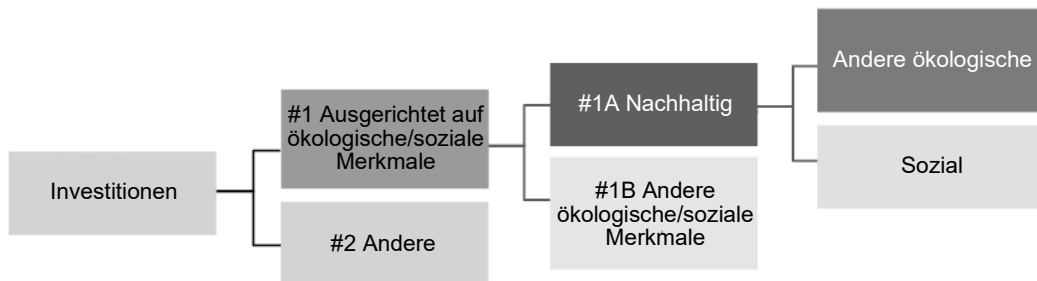 Investitionen
#1 Ausgerichtet auf
ökologische/soziale
Merkmale
#2 Andere
#1A Nachhaltig
#1B Andere
ökologische/soziale
Merkmale
Andere ökologische
Sozial